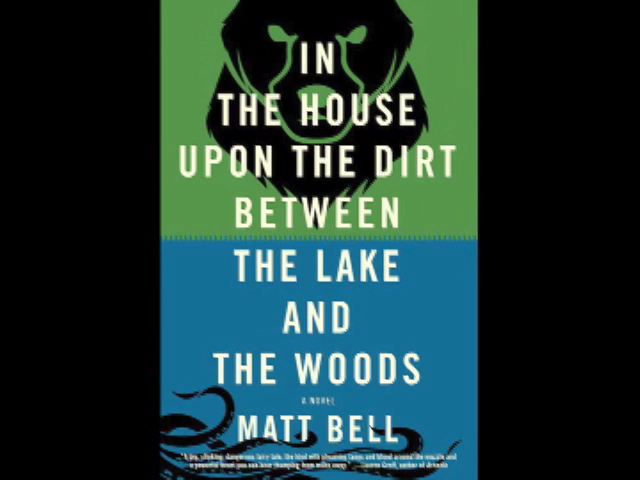 IN
THE HOUSE
UPON THE DIRT
BETWEEN
THE LAKE
AND
THE WOODS
A NOVEL
MATT BELL